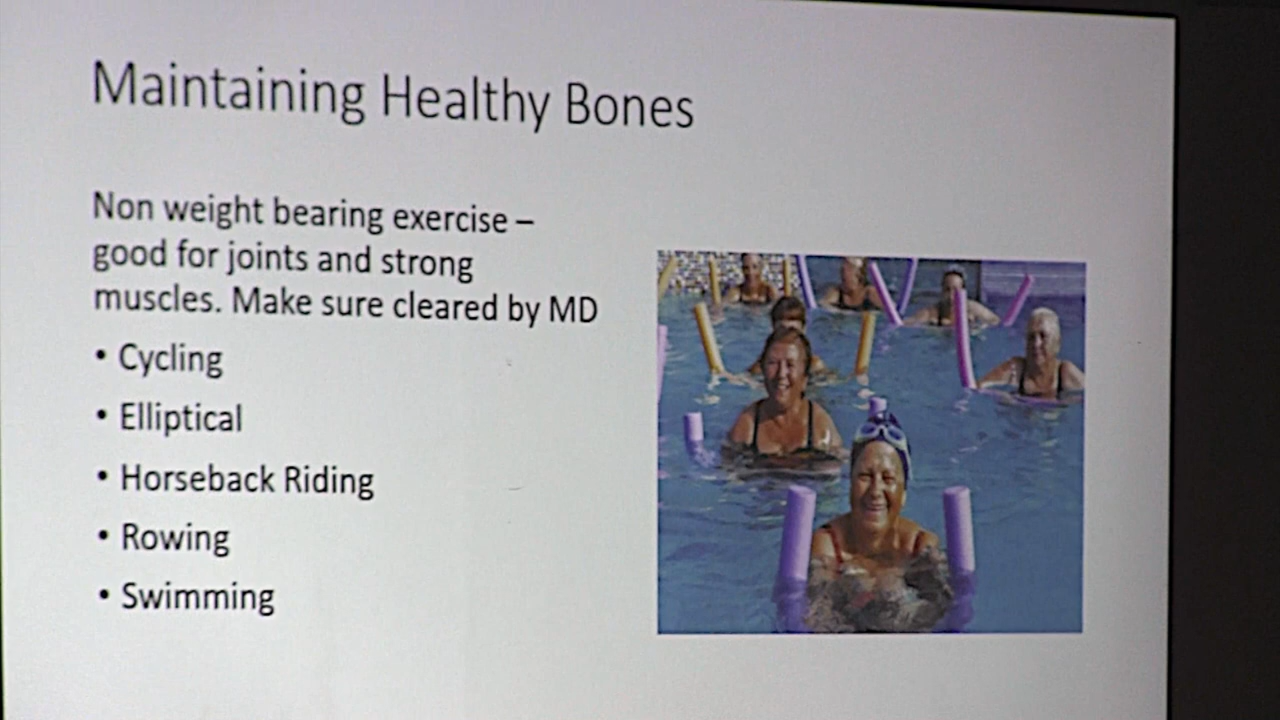 Maintaining Healthy Bones
Non weight bearing exercise –
good for joints and strong
muscles. Make sure cleared by MD
• Cycling
• Elliptical
• Horseback Riding
• Rowing
• Swimming